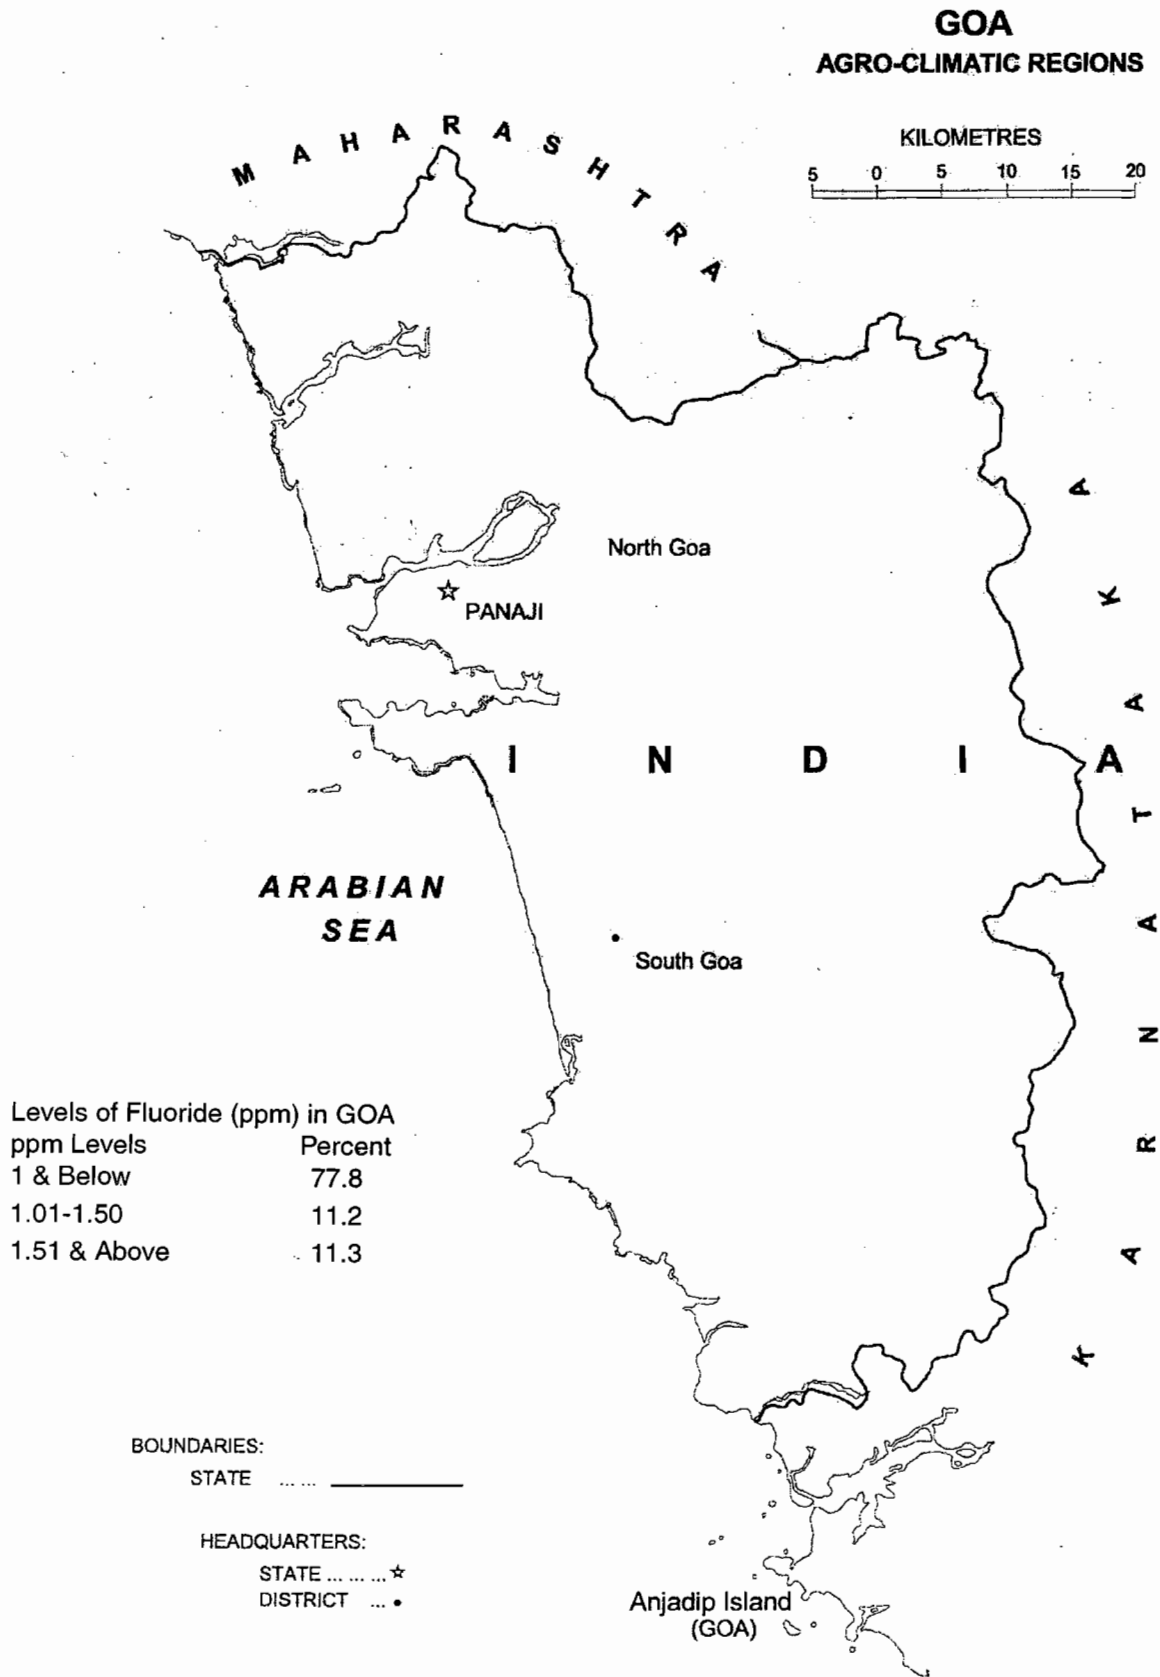 GOA
AGRO-CLIMATIC REGIONS
KILOMETRES
5 0 5 10 15 20
MAHARASHTRA
North Goa
PANAJI
INDIA
KARNATAKA
ARABIAN
SEA
South Goa
Levels of Fluoride (ppm) in GOA
ppm Levels Percent
1 & Below 77.8
1.01-1.50 11.2
1.51 & Above 11.3
BOUNDARIES:
STATE ... ...
HEADQUARTERS:
STATE ... ... ... ☆
DISTRICT ... •
Anjadip Island
(GOA)